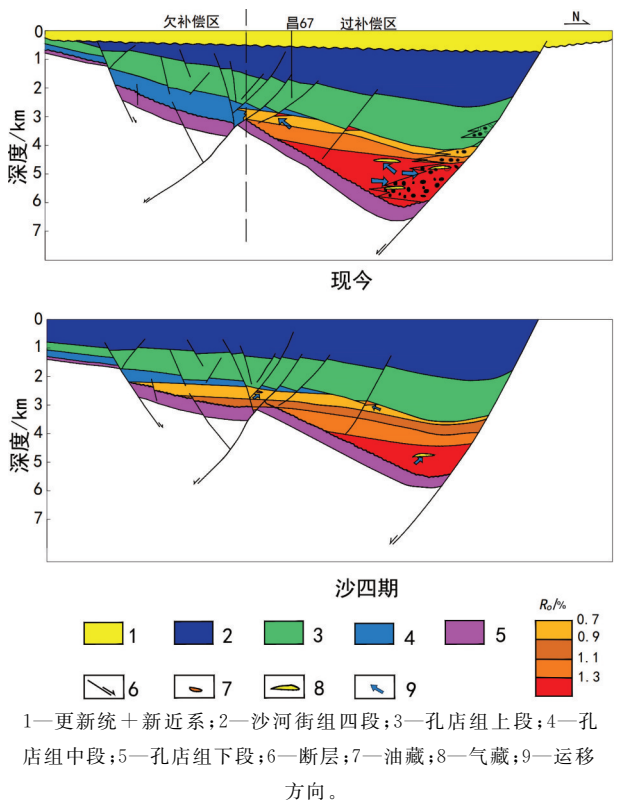 欠补偿区 昌67 过补偿区 N
0
1
2
3
4
5
6
7
深度/km
现今
0
1
2
3
4
5
6
7
深度/km
沙四期
1 2 3 4 5
6 7 8 9
Ro/%
0.7
0.9
1.1
1.3
1—更新统＋新近系;2—沙河街组四段;3—孔店组上段;4—孔
店组中段;5—孔店组下段;6—断层;7—油藏;8—气藏;9—运移
方向。